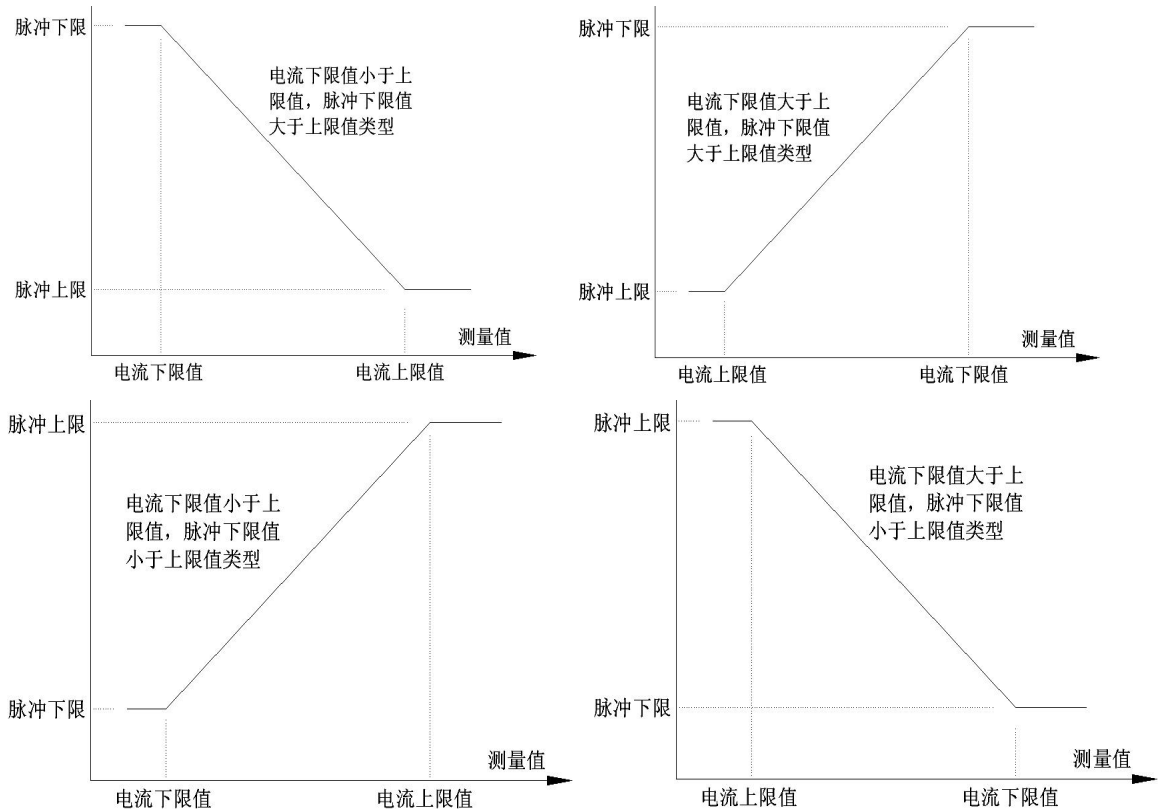 脉冲下限
电流下限值小于上
限值，脉冲下限值
大于上限值类型
脉冲上限
测量值
电流下限值
电流上限值
脉冲下限
电流下限值大于上
限值，脉冲下限值
大于上限值类型
脉冲上限
测量值
电流上限值
电流下限值
脉冲上限
电流下限值小于上
限值，脉冲下限值
小于上限值类型
脉冲下限
测量值
电流下限值
电流上限值
脉冲上限
电流下限值大于上
限值，脉冲下限值
小于上限值类型
脉冲下限
测量值
电流上限值
电流下限值